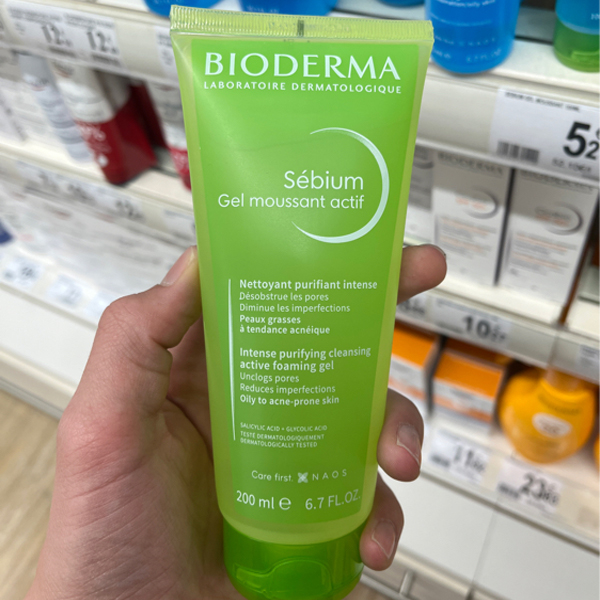 BIODERMA
LABORATOIRE DERMATOLOGIQUE
Sébium
Gel moussant actif
Nettoyant purifiant intense
Désobstrue les pores
Diminue les imperfections
Peaux grasses
à tendance acnéique
Intense purifying cleansing
active foaming gel
Unclogs pores
Reduces imperfections
Oily to acne-prone skin
SALICYLIC ACID + GLYCOLIC ACID
TESTÉ DERMATOLOGIQUEMENT
DERMATOLOGICALLY TESTED
Care first. NAOS
200 ml ℮ 6.7 FL.OZ.
BIODERMA